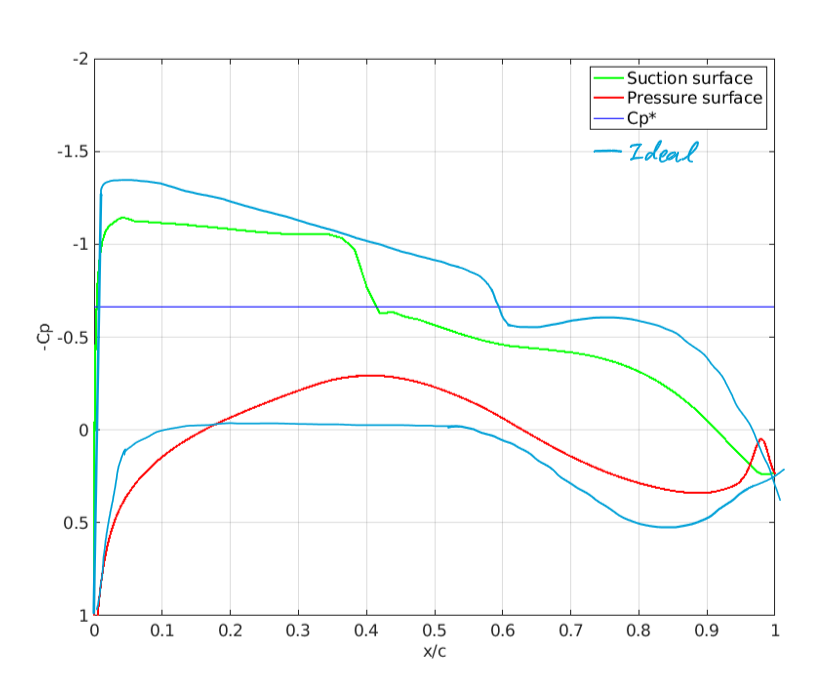 -2
Suction surface
Pressure surface
Cp*
Ideal
-1.5
-1
-0.5
-Cp
0
0.5
1
0 0.1 0.2 0.3 0.4 0.5 0.6 0.7 0.8 0.9 1
x/c